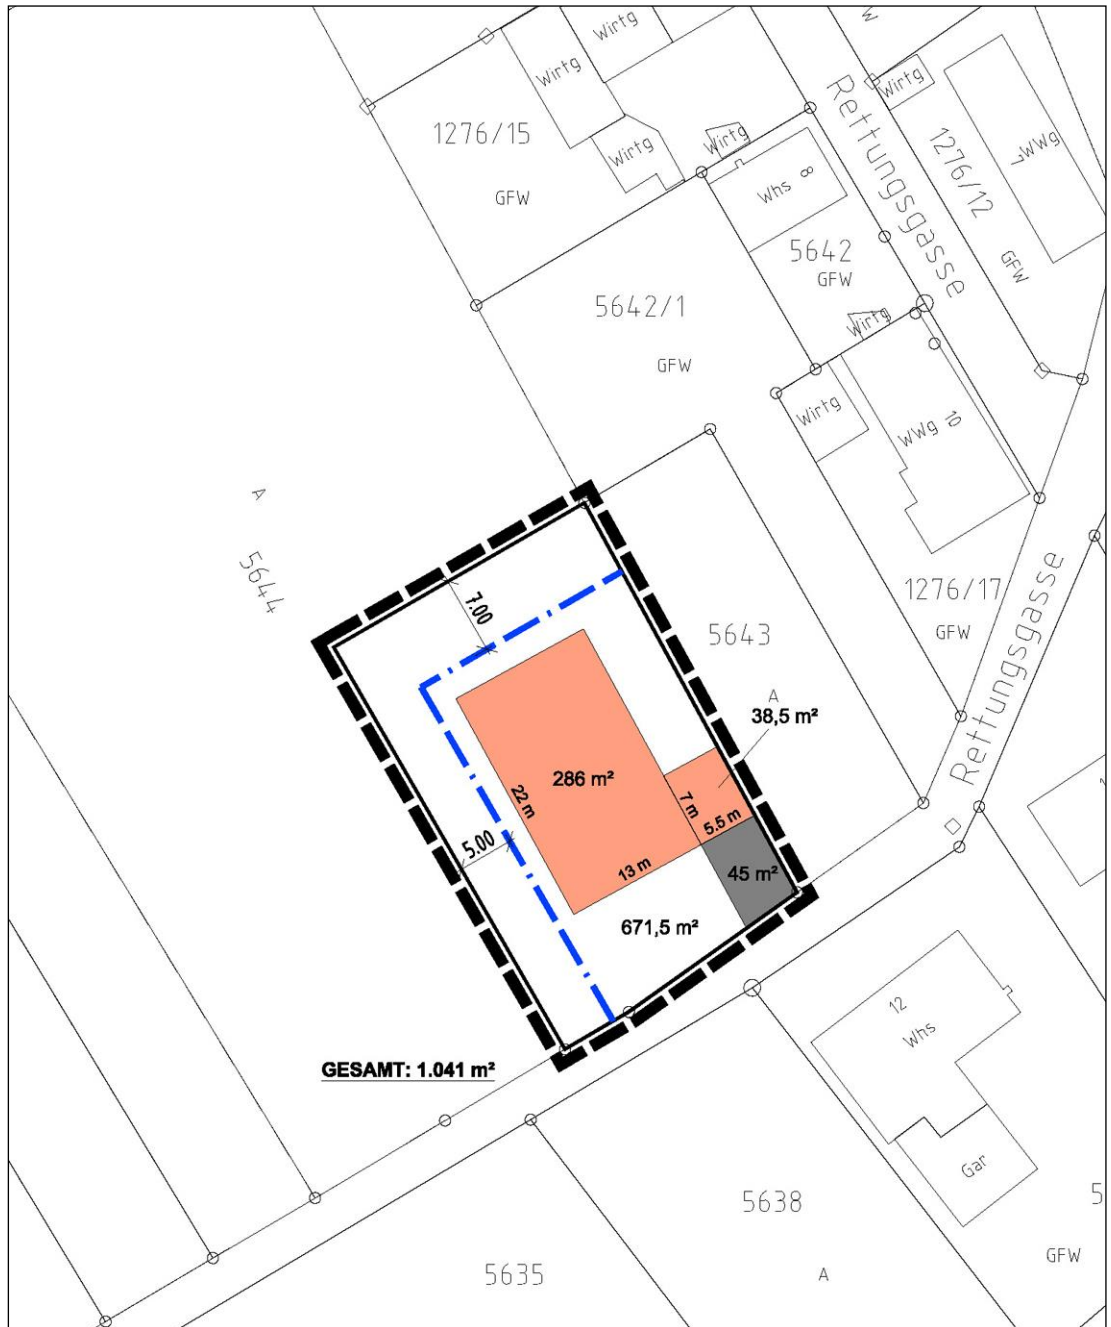 Wirtg
Wirtg
W
Wirtg
Rettungsgasse
1276/15
Wirtg
Wirtg
1276/12
WWg 7
GFW
Whs 8
5642
GFW
GFW
5642/1
Wirtg
GFW
Wirtg
WWg 10
A
5644
1276/17
GFW
Rettungsgasse
7.00
5643
A
38,5 m²
286 m²
22 m
7 m
5.5 m
5.00
13 m
45 m²
671,5 m²
12
Whs
GESAMT: 1.041 m²
Gar
5638
5
5635
A
GFW